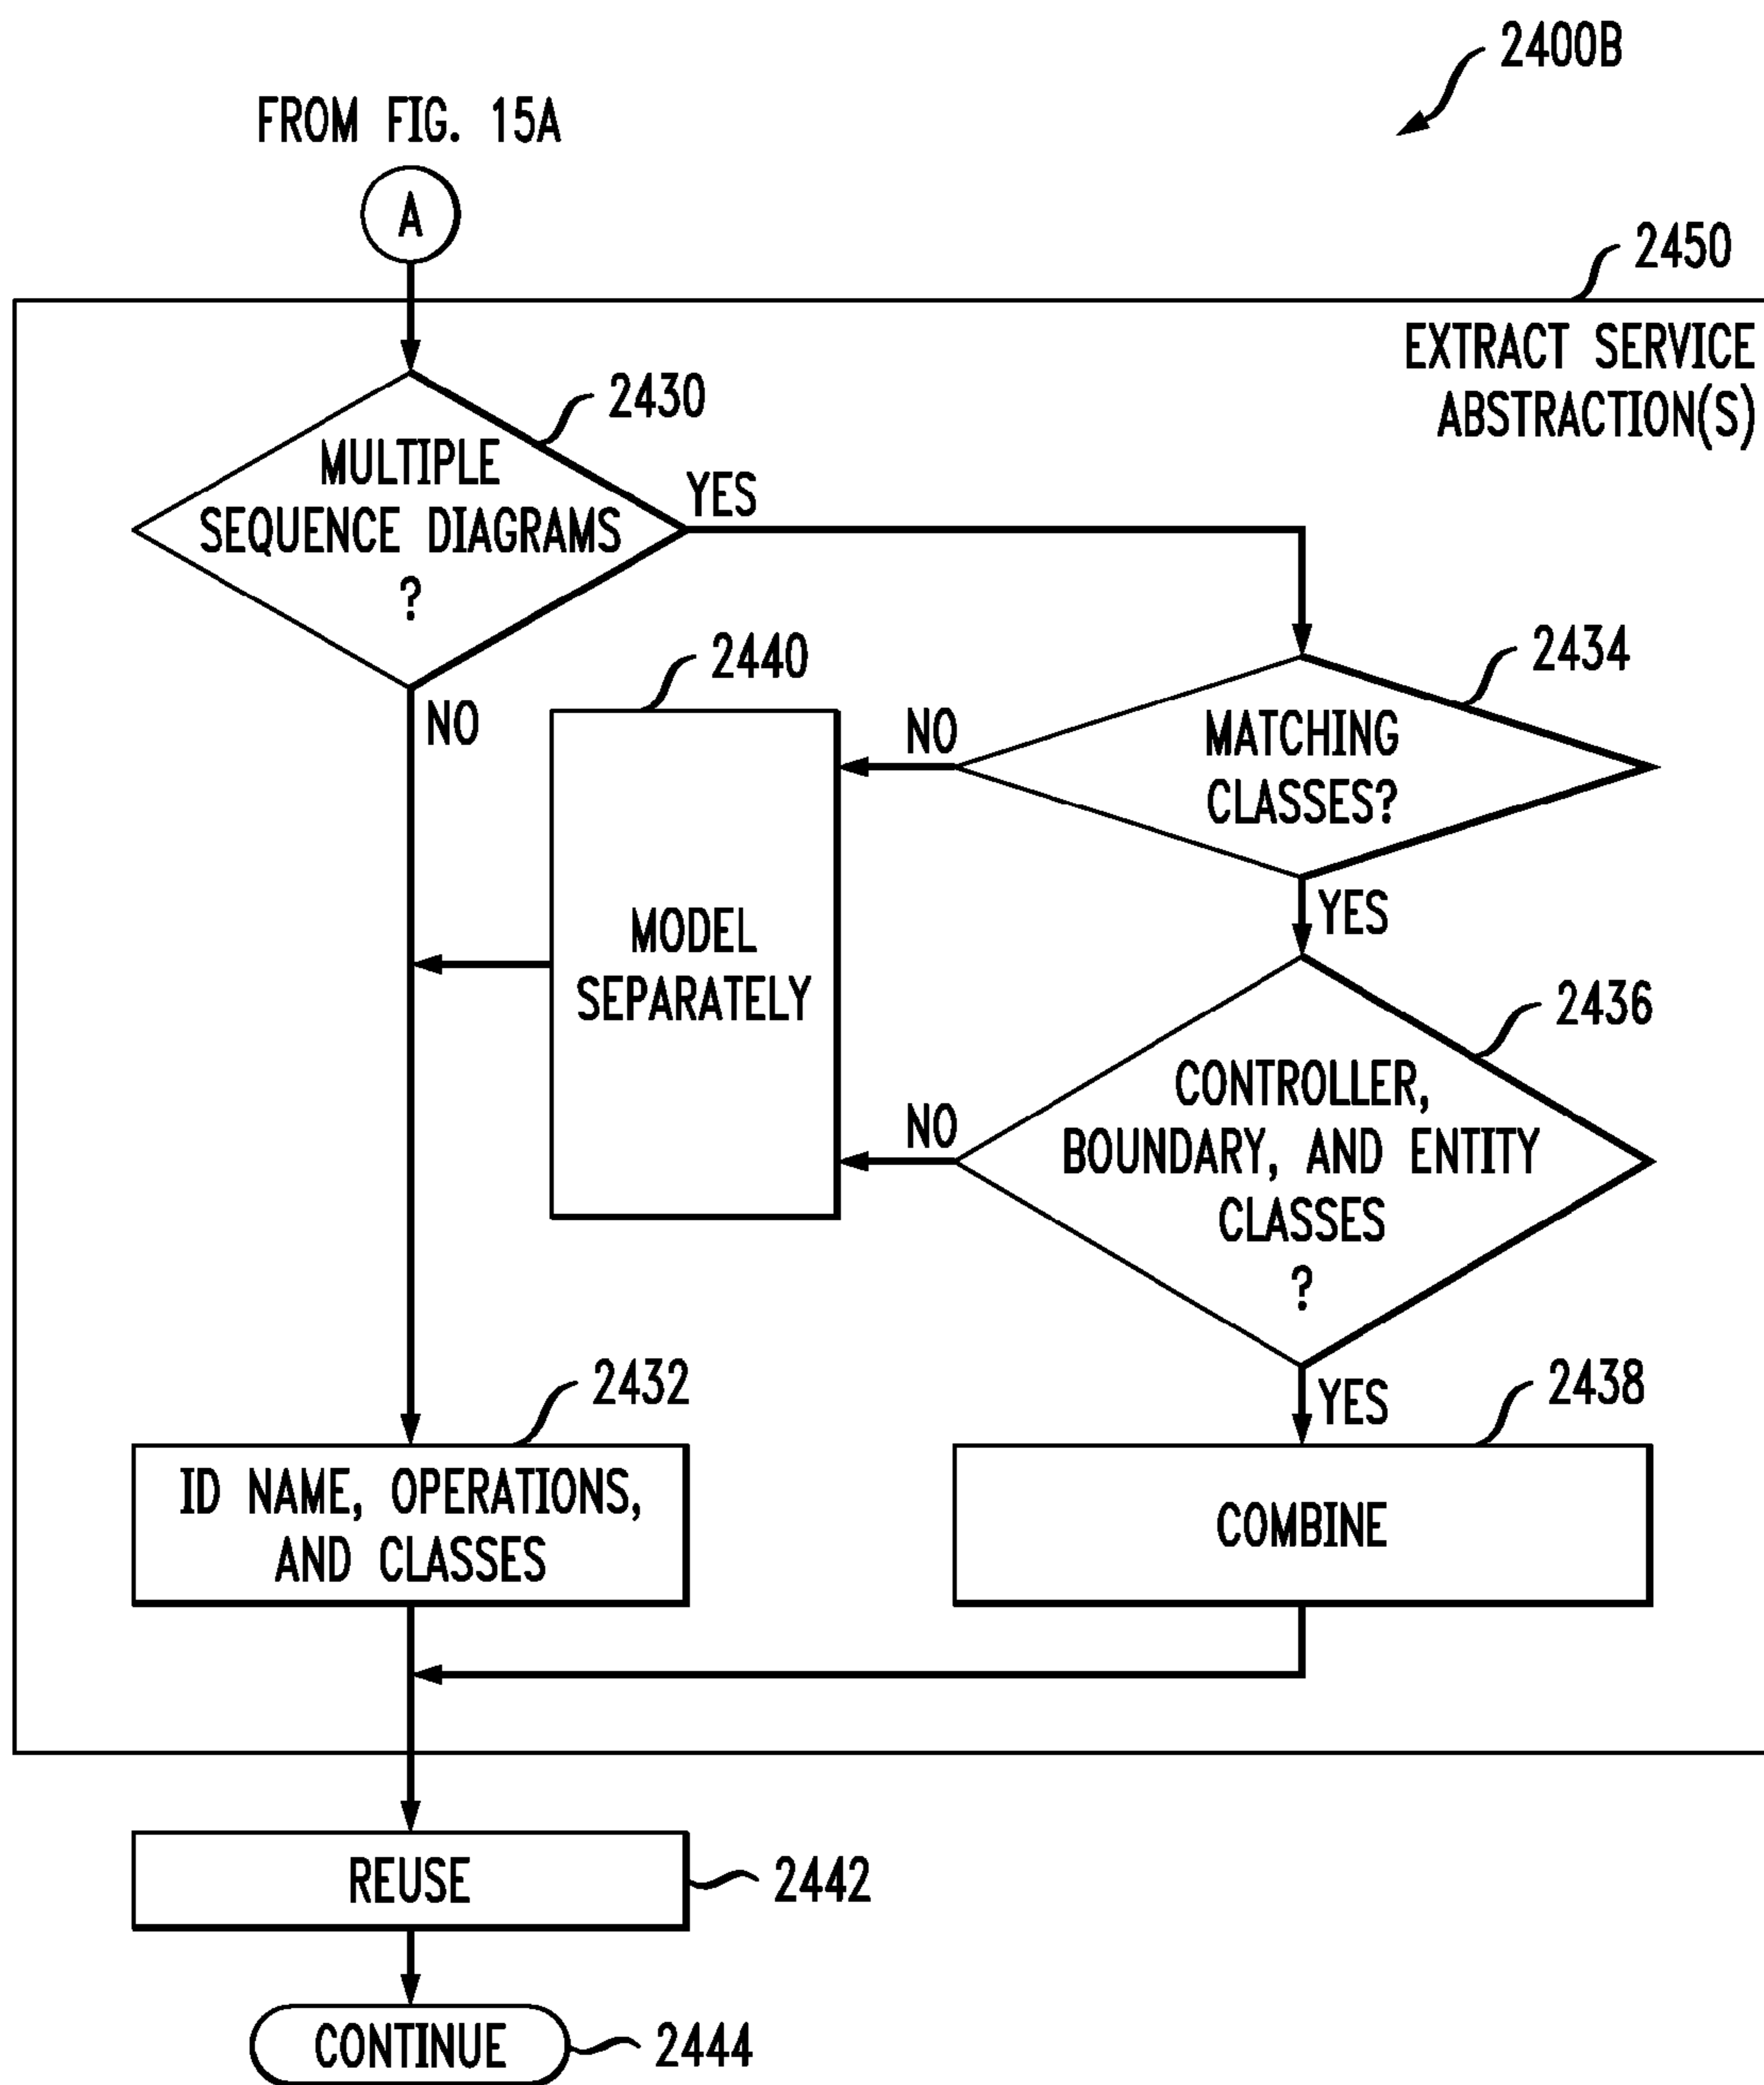 2400B
FROM FIG. 15A
A
2450
EXTRACT SERVICE
ABSTRACTION(S)
2430
MULTIPLE
SEQUENCE DIAGRAMS
?
YES
NO
2440
2434
MATCHING
CLASSES?
NO
YES
MODEL
SEPARATELY
2436
CONTROLLER,
BOUNDARY, AND ENTITY
CLASSES
?
NO
YES
2432
ID NAME, OPERATIONS,
AND CLASSES
2438
COMBINE
REUSE
2442
CONTINUE
2444